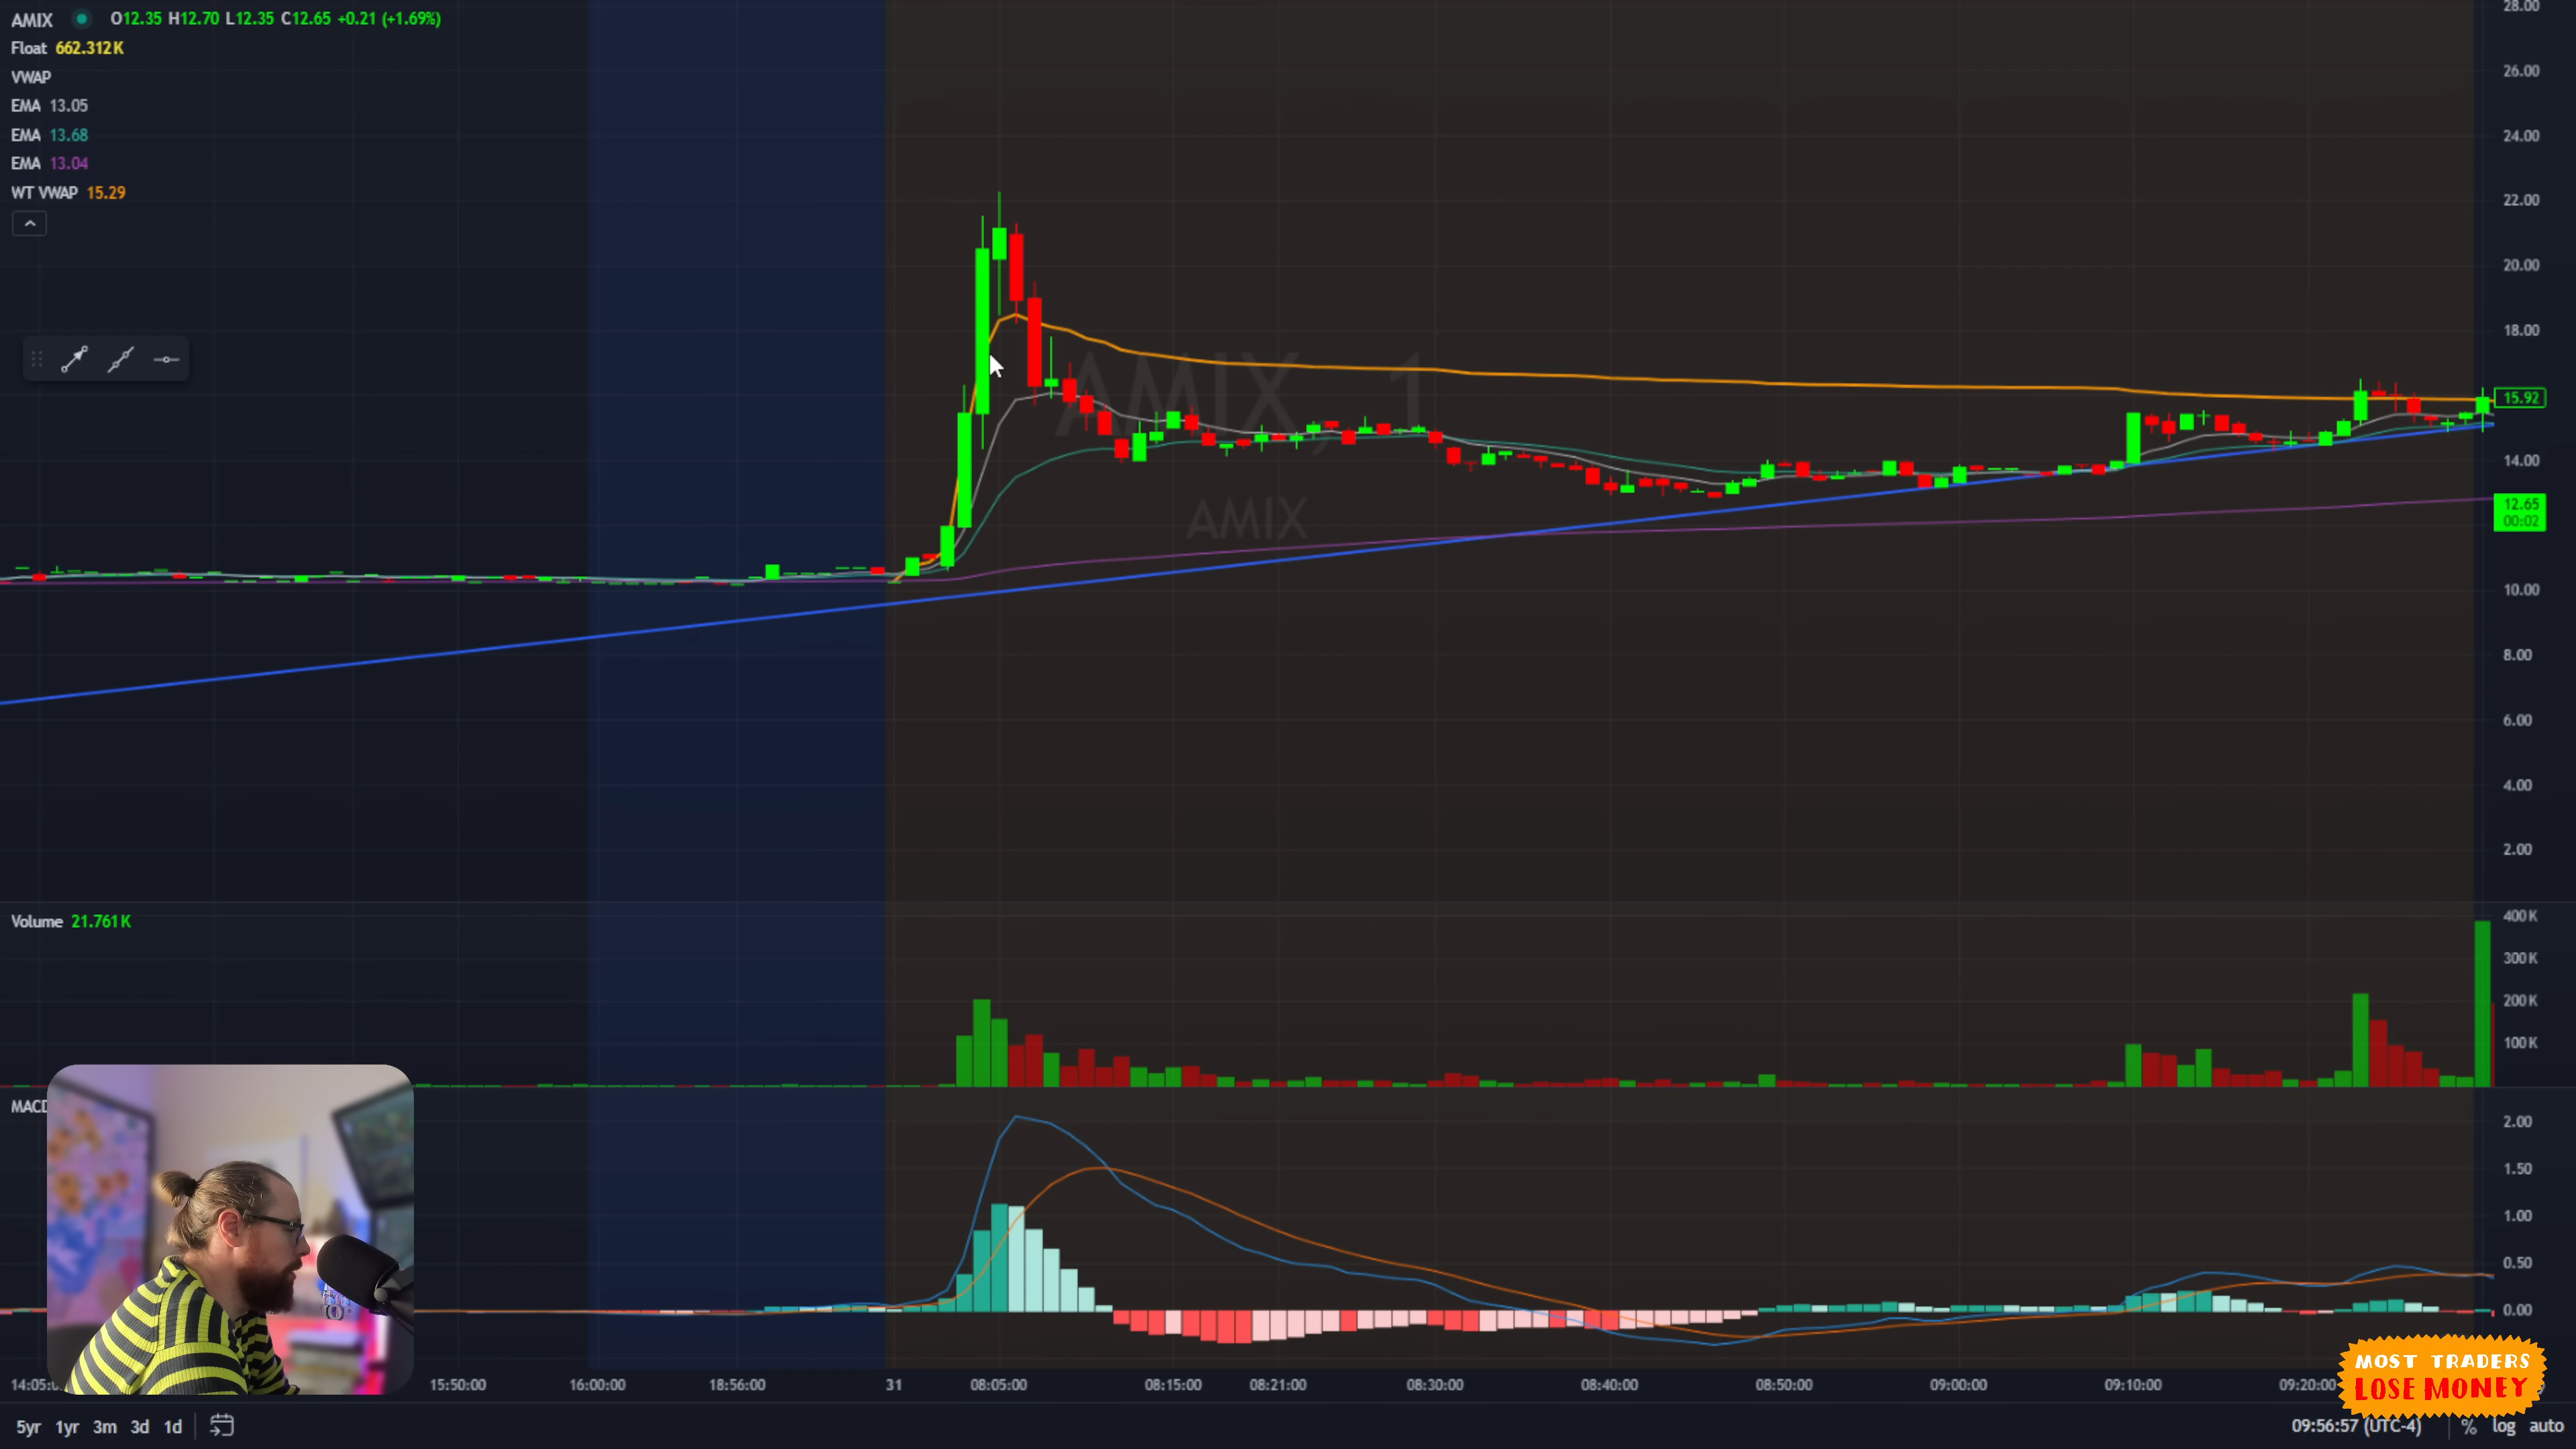 AMIX O12.35 H12.70 L12.35 C12.65 +0.21 (+1.69%)
Float 662.312K
VWAP
EMA 13.05
EMA 13.68
EMA 13.04
WT VWAP 15.29
28.00
26.00
24.00
22.00
20.00
18.00
15.92
14.00
12.65
00:02
10.00
8.00
6.00
4.00
2.00
AMIX, 1
AMIX
Volume 21.761K
400K
300K
200K
100K
MACD
2.00
1.50
1.00
0.50
0.00
MOST TRADERS
LOSE MONEY
15:50:00 16:00:00 18:56:00 31 08:05:00 08:15:00 08:21:00 08:30:00 08:40:00 08:50:00 09:00:00 09:10:00 09:20:00
5yr 1yr 3m 3d 1d
09:56:57 (UTC-4) % log auto